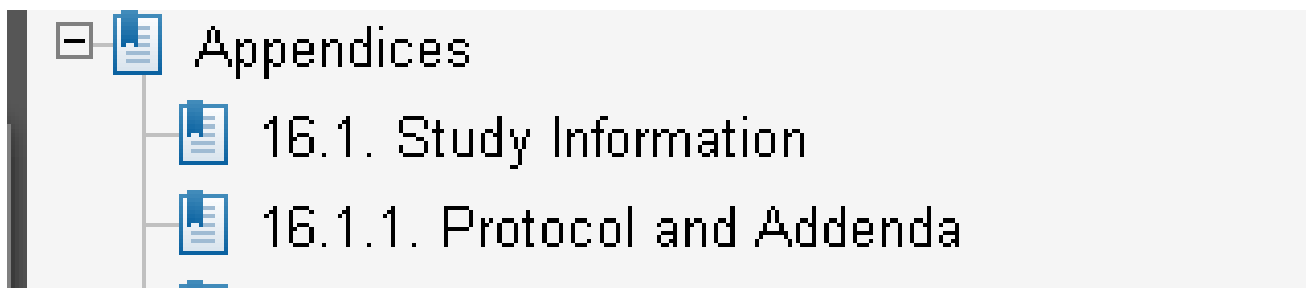 Appendices
16.1. Study Information
16.1.1. Protocol and Addenda